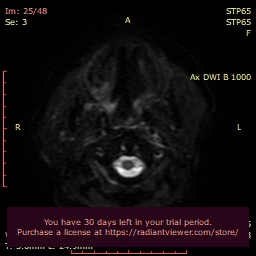 Im: 25/48 STP65
Se: 3 STP65
F
A
Ax DWI B 1000
R L
You have 30 days left in your trial period.
Purchase a license at https://radiantviewer.com/store/